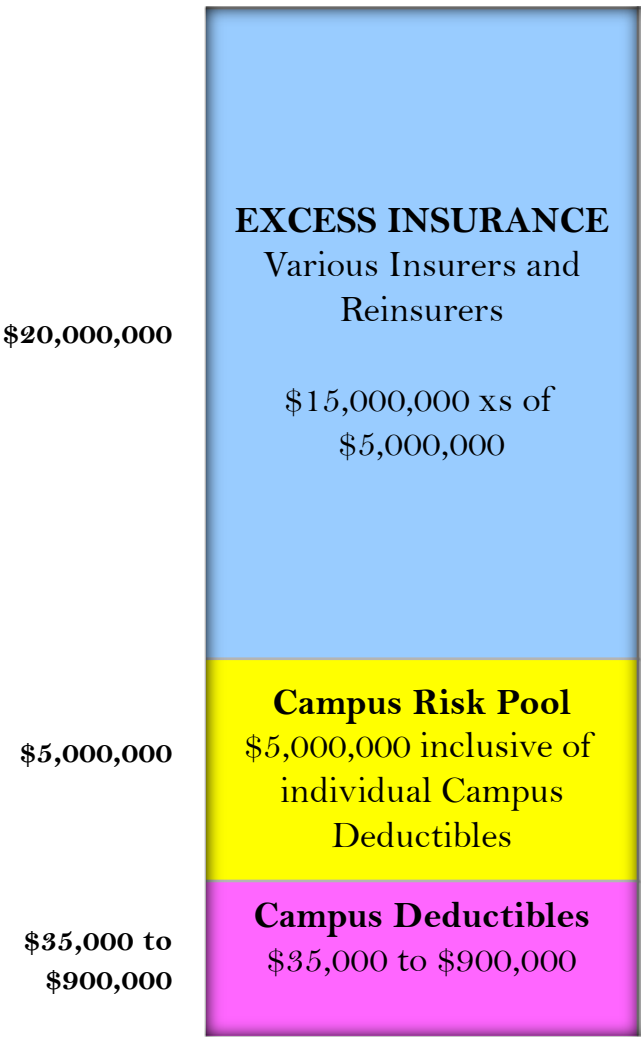 EXCESS INSURANCE
Various Insurers and
Reinsurers
$20,000,000
$15,000,000 xs of
$5,000,000
Campus Risk Pool
$5,000,000 inclusive of
individual Campus
Deductibles
$5,000,000
Campus Deductibles
$35,000 to $900,000
$35,000 to
$900,000